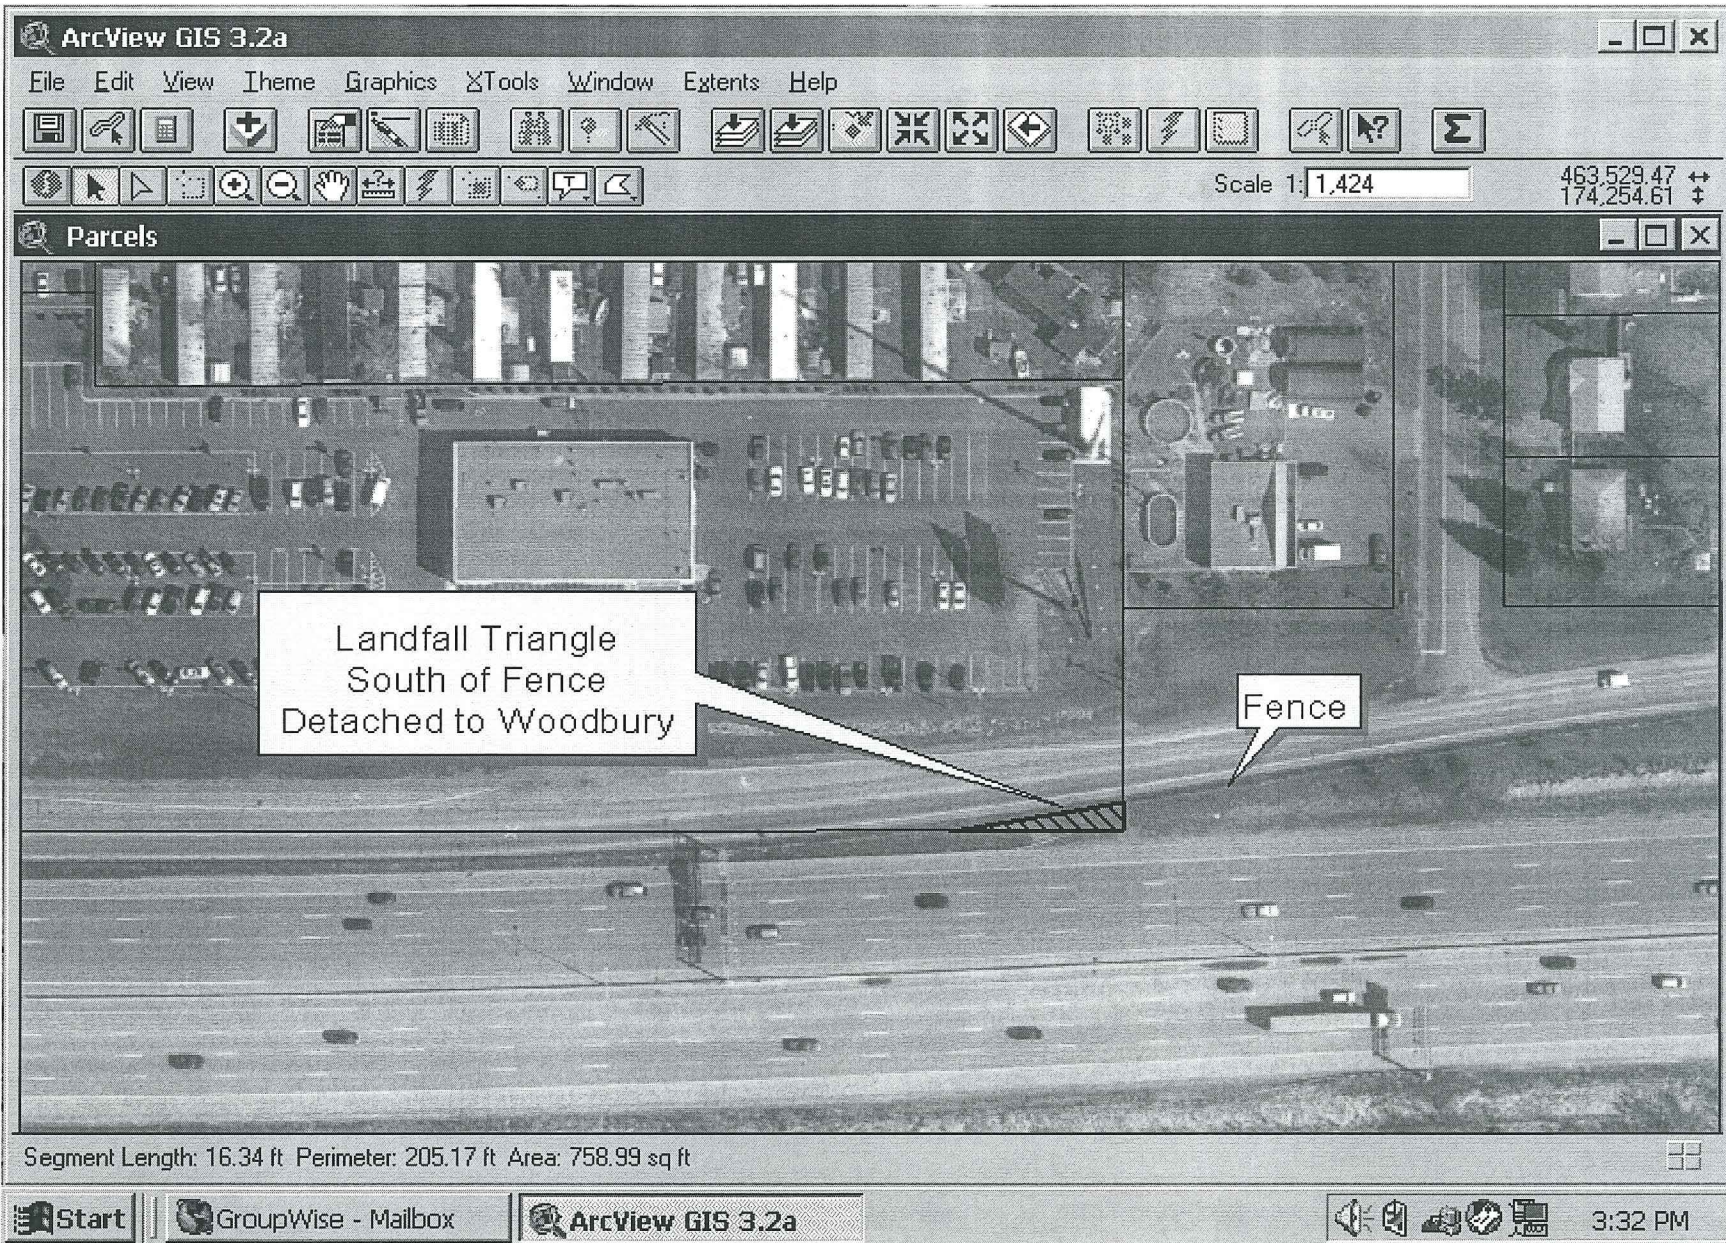 ArcView GIS 3.2a
File Edit View Theme Graphics XTools Window Extents Help
Scale 1: 1,424
463,529.47
174,254.61
Parcels
Landfall Triangle
South of Fence
Detached to Woodbury
Fence
Segment Length: 16.34 ft Perimeter: 205.17 ft Area: 758.99 sq ft
Start GroupWise - Mailbox ArcView GIS 3.2a 3:32 PM